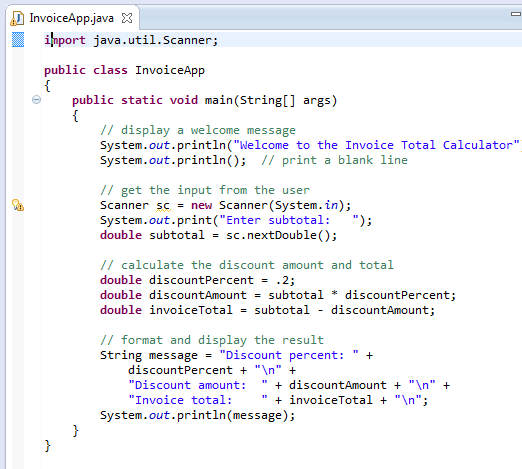 InvoiceApp.java
import java.util.Scanner;
public class InvoiceApp
{
    public static void main(String[] args)
    {
        // display a welcome message
        System.out.println("Welcome to the Invoice Total Calculator"
        System.out.println();  // print a blank line
        // get the input from the user
        Scanner sc = new Scanner(System.in);
        System.out.print("Enter subtotal:   ");
        double subtotal = sc.nextDouble();
        // calculate the discount amount and total
        double discountPercent = .2;
        double discountAmount = subtotal * discountPercent;
        double invoiceTotal = subtotal - discountAmount;
        // format and display the result
        String message = "Discount percent: " +
            discountPercent + "\n" +
            "Discount amount:  " + discountAmount + "\n" +
            "Invoice total:    " + invoiceTotal + "\n";
        System.out.println(message);
    }
}